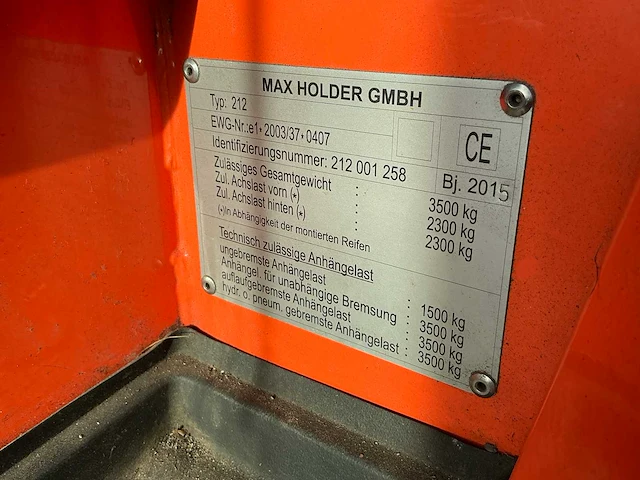 MAX HOLDER GMBH
Typ: 212
EWG-Nr.:e1*2003/37*0407
CE
Identifizierungsnummer: 212 001 258
Bj. 2015
Zulässiges Gesamtgewicht : 3500 kg
Zul. Achslast vorn (*) : 2300 kg
Zul. Achslast hinten (*) : 2300 kg
(*)In Abhängigkeit der montierten Reifen
Technisch zulässige Anhängelast
ungebremste Anhängelast : 1500 kg
Anhängel. für unabhängige Bremsung : 3500 kg
auflaufgebremste Anhängelast : 3500 kg
hydr. o. pneum. gebremste Anhängelast : 3500 kg